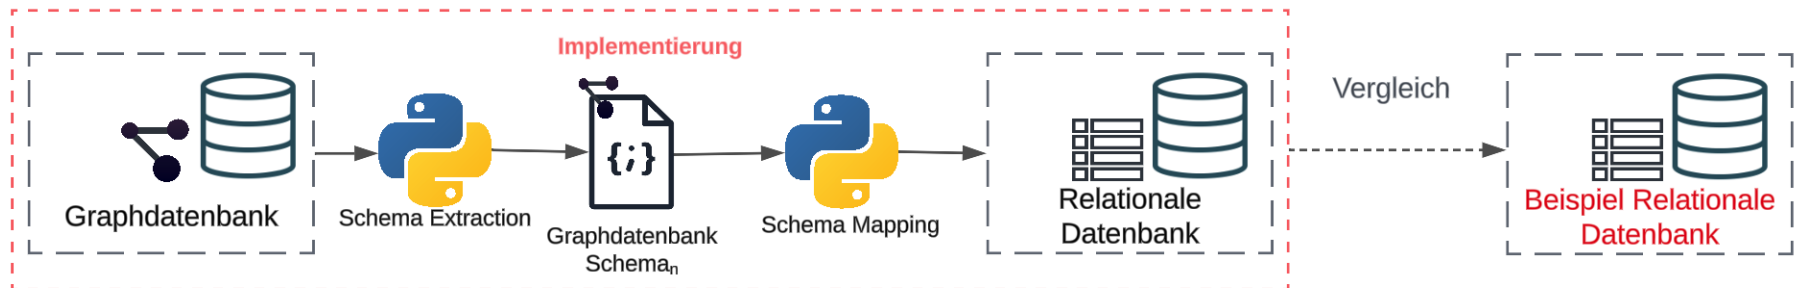 Implementierung
Graphdatenbank
Schema Extraction
{;}
Graphdatenbank
Scheman
Schema Mapping
Relationale
Datenbank
Vergleich
Beispiel Relationale
Datenbank